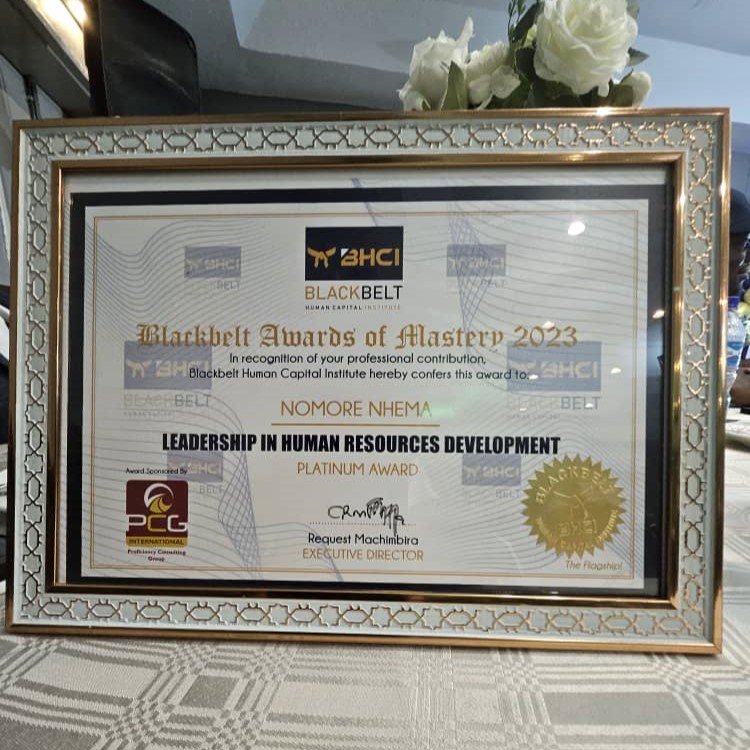 BHCI
BLACKBELT
HUMAN CAPITAL INSTITUTE
Blackbelt Awards of Mastery 2023
In recognition of your professional contribution,
Blackbelt Human Capital Institute hereby confers this award to:
NOMORE NHEMA
LEADERSHIP IN HUMAN RESOURCES DEVELOPMENT
PLATINUM AWARD
Award Sponsored By
PCG
INTERNATIONAL
Proficiency Consulting
Group
Request Machimbira
EXECUTIVE DIRECTOR
BLACKBELT
The Flagship!